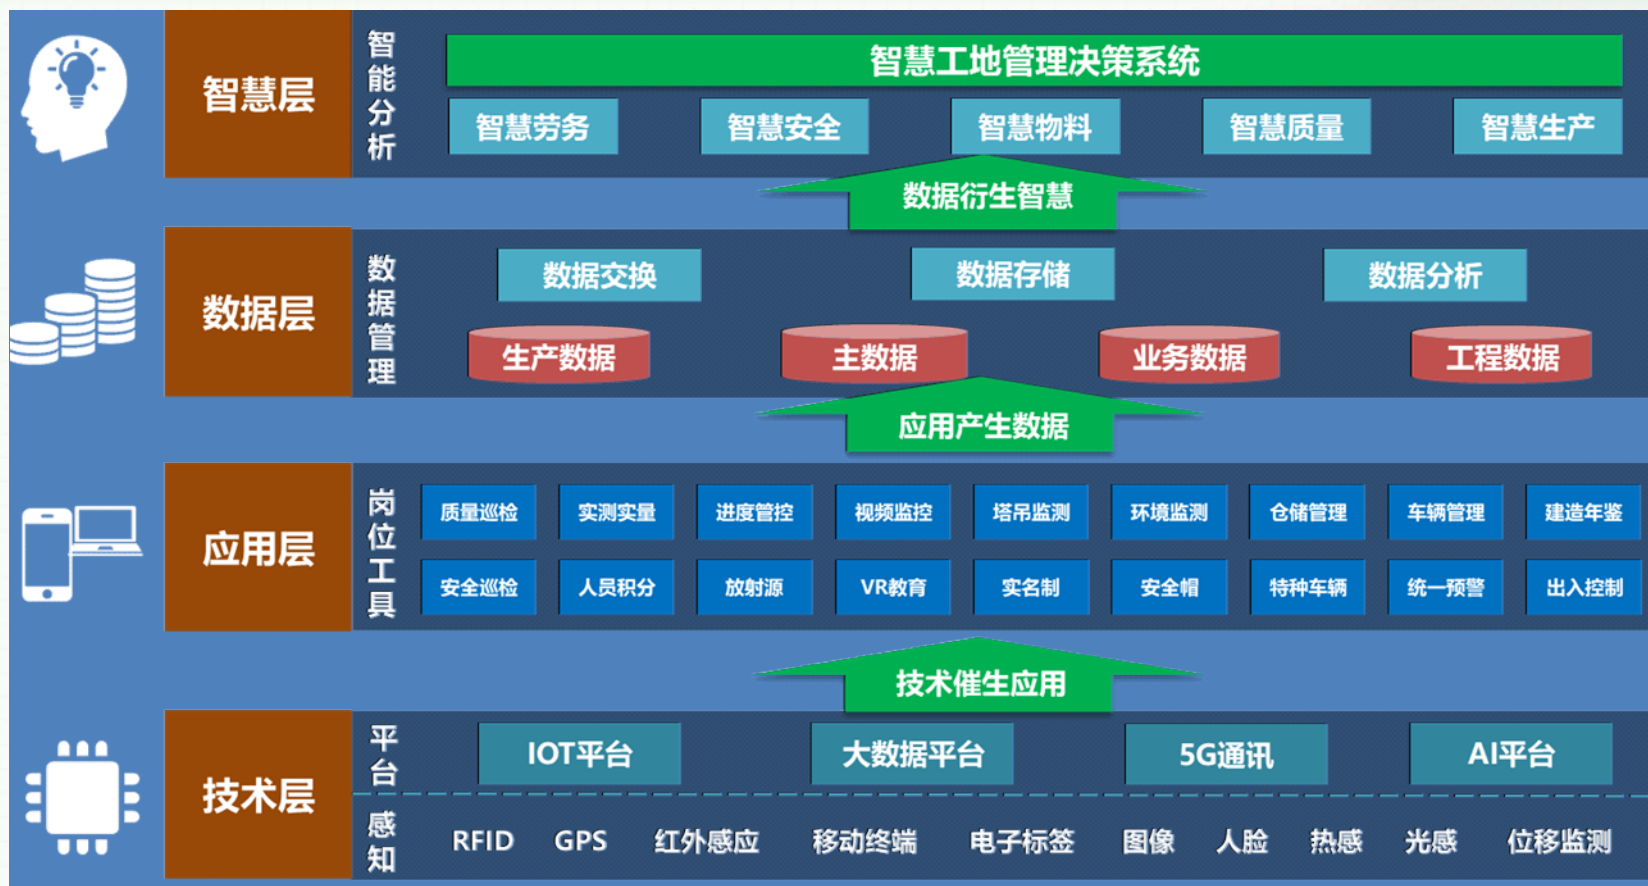 智慧层
智能分析
智慧工地管理决策系统
智慧劳务 智慧安全 智慧物料 智慧质量 智慧生产
数据衍生智慧
数据层
数据管理
数据交换 数据存储 数据分析
生产数据 主数据 业务数据 工程数据
应用产生数据
应用层
岗位工具
质量巡检 实测实量 进度管控 视频监控 塔吊监测 环境监测 仓储管理 车辆管理 建造年鉴
安全巡检 人员积分 放射源 VR教育 实名制 安全帽 特种车辆 统一预警 出入控制
技术催生应用
技术层
平台
IOT平台 大数据平台 5G通讯 AI平台
感知
RFID GPS 红外感应 移动终端 电子标签 图像 人脸 热感 光感 位移监测